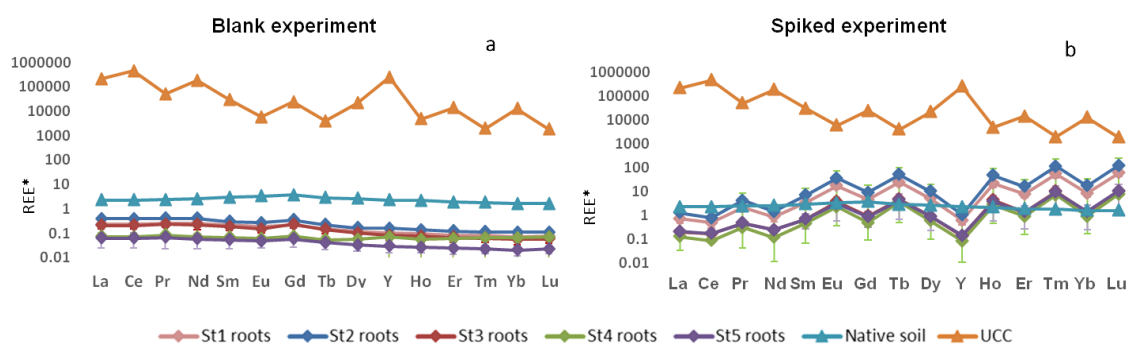 Blank experiment
a
1000000
100000
10000
1000
100
10
1
0.1
0.01
REE*
La Ce Pr Nd Sm Eu Gd Tb Dy Y Ho Er Tm Yb Lu
Spiked experiment
b
1000000
100000
10000
1000
100
10
1
0.1
0.01
REE*
La Ce Pr Nd Sm Eu Gd Tb Dy Y Ho Er Tm Yb Lu
St1 roots St2 roots St3 roots St4 roots St5 roots Native soil UCC